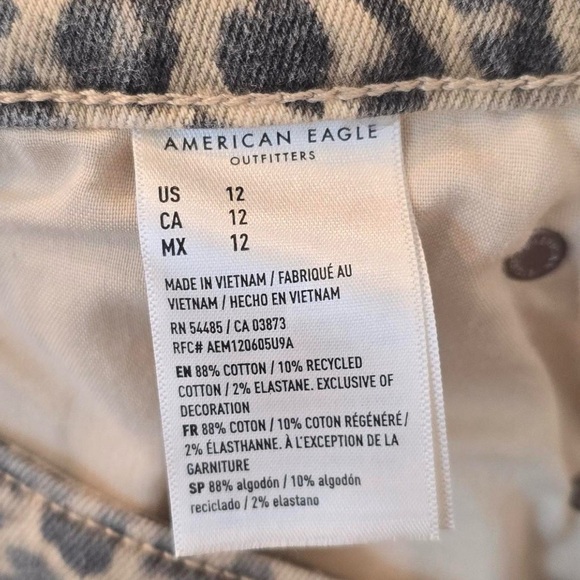 AMERICAN EAGLE
OUTFITTERS
US 12
CA 12
MX 12
MADE IN VIETNAM / FABRIQUÉ AU
VIETNAM / HECHO EN VIETNAM
RN 54485 / CA 03873
RFC# AEM120605U9A
EN 88% COTTON / 10% RECYCLED
COTTON / 2% ELASTANE. EXCLUSIVE OF
DECORATION
FR 88% COTON / 10% COTON RÉGÉNÉRÉ /
2% ÉLASTHANNE. À L'EXCEPTION DE LA
GARNITURE
SP 88% algodón / 10% algodón
reciclado / 2% elastano